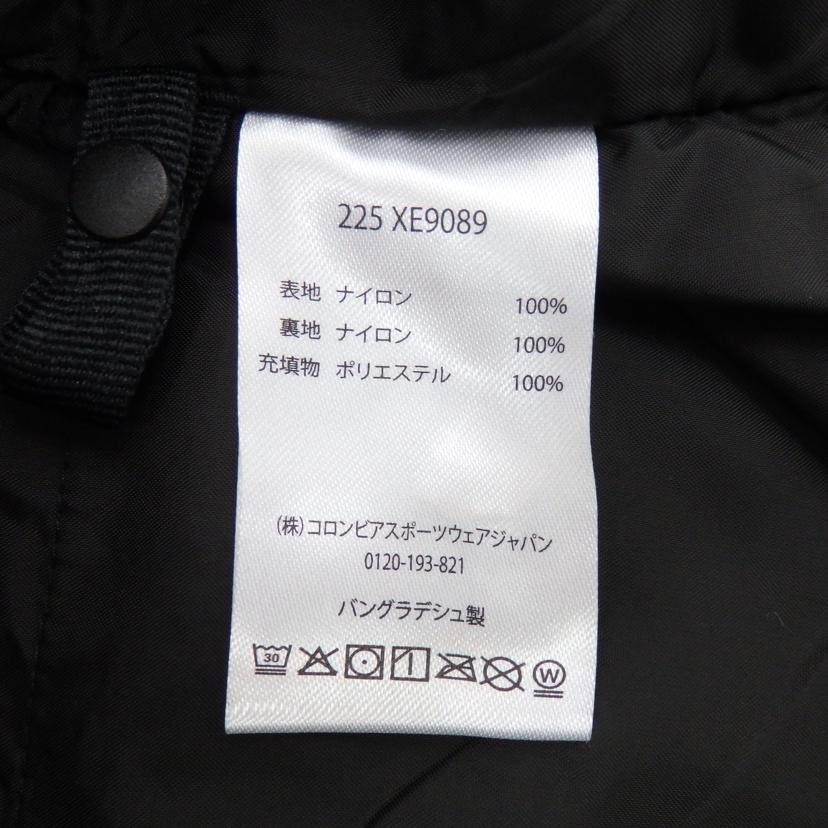 225 XE9089
表地 ナイロン 100%
裏地 ナイロン 100%
充填物 ポリエステル 100%
(株)コロンビアスポーツウェアジャパン
0120-193-821
バングラデシュ製
30 W